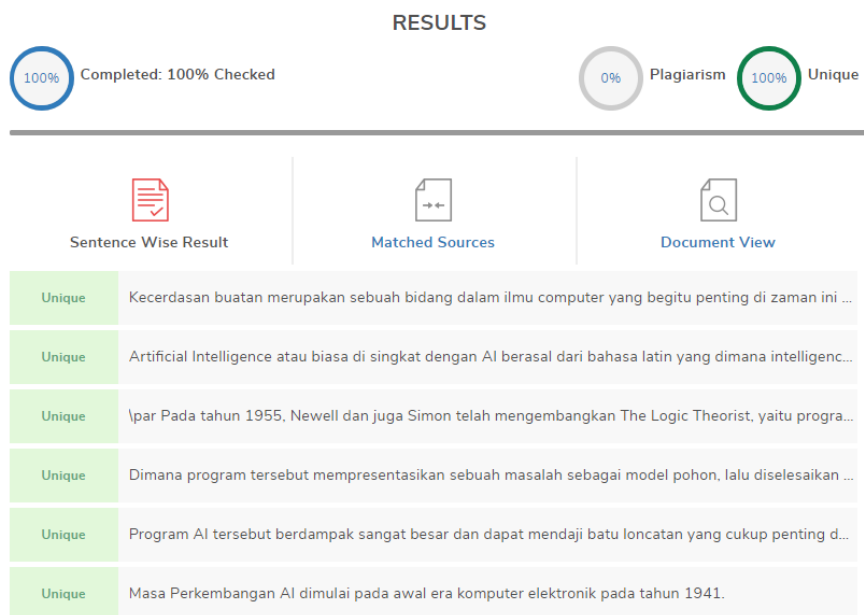 RESULTS
100% Completed: 100% Checked 0% Plagiarism 100% Unique
Sentence Wise Result Matched Sources Document View
Unique Kecerdasan buatan merupakan sebuah bidang dalam ilmu computer yang begitu penting di zaman ini ...
Unique Artificial Intelligence atau biasa di singkat dengan AI berasal dari bahasa latin yang dimana intelligenc...
Unique \par Pada tahun 1955, Newell dan juga Simon telah mengembangkan The Logic Theorist, yaitu progra...
Unique Dimana program tersebut mempresentasikan sebuah masalah sebagai model pohon, lalu diselesaikan ...
Unique Program AI tersebut berdampak sangat besar dan dapat mendaji batu loncatan yang cukup penting d...
Unique Masa Perkembangan AI dimulai pada awal era komputer elektronik pada tahun 1941.